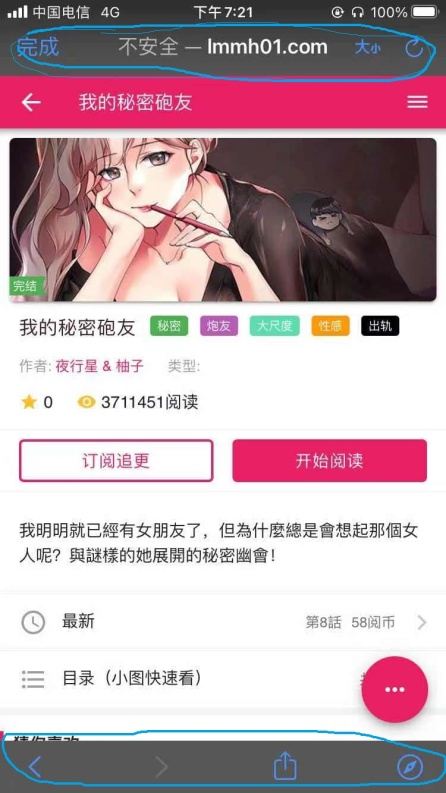 中国电信 4G 下午7:21 100%
完成 不安全 — lmmh01.com 大小
我的秘密砲友
完结
我的秘密砲友 秘密 炮友 大尺度 性感 出轨
作者: 夜行星 & 柚子 类型:
0 3711451阅读
订阅追更 开始阅读
我明明就已經有女朋友了，但為什麼總是會想起那個女
人呢？與謎樣的她展開的秘密幽會！
最新 第8話 58阅币
目录（小图快速看）